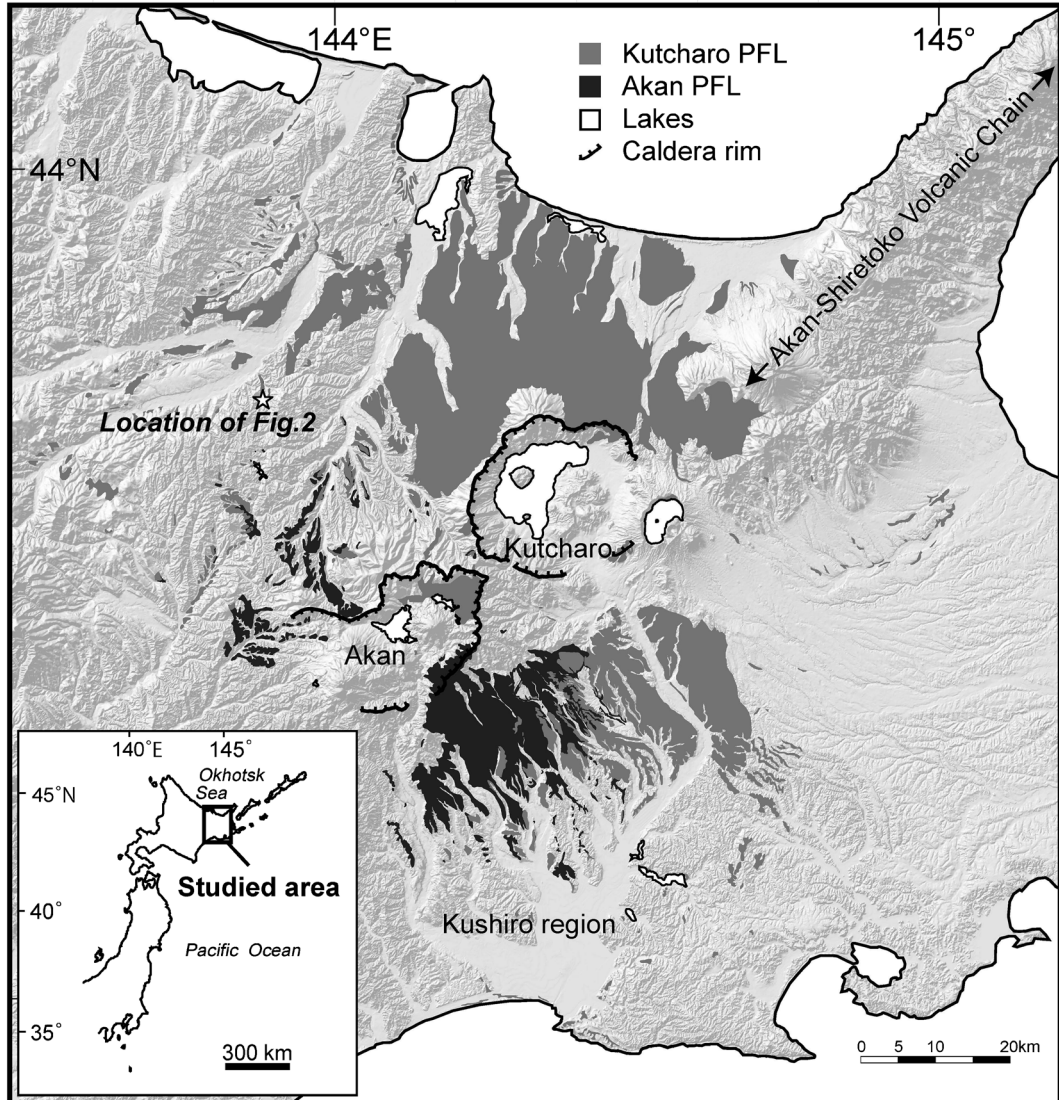 144°E
145°
Kutcharo PFL
Akan PFL
Lakes
Caldera rim
44°N
Akan-Shiretoko Volcanic Chain
Location of Fig.2
Kutcharo
Akan
Kushiro region
140°E
145°
Okhotsk
Sea
45°N
Studied area
40°
Pacific Ocean
35°
300 km
0 5 10 20km